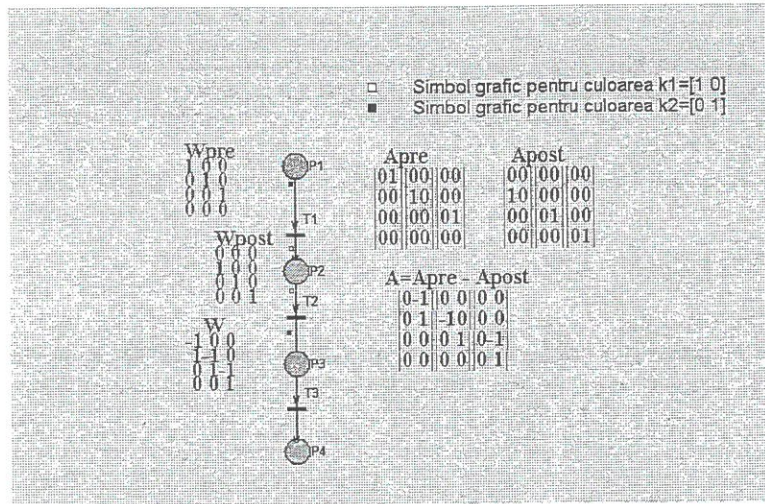 Simbol grafic pentru culoarea k1=[1 0]
Simbol grafic pentru culoarea k2=[0 1]
Wpre
1 0 0
0 1 0
0 0 1
0 0 0
P1
Apre
|01||00||00|
|00||10||00|
|00||00||01|
|00||00||00|
Apost
|00||00||00|
|10||00||00|
|00||01||00|
|00||00||01|
T1
Wpost
0 0 0
1 0 0
0 1 0
0 0 1
P2
T2
A=Apre - Apost
|0-1||0 0||0 0|
|0 1||-10||0 0|
|0 0||0 1||0-1|
|0 0||0 0||0 1|
W
-1 0 0
1-1 0
0 1-1
0 0 1
P3
T3
P4